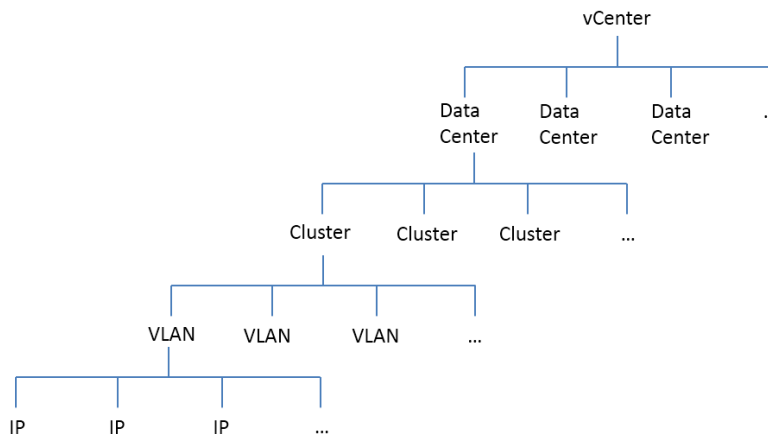 vCenter
Data Data Data .
Center Center Center
Cluster Cluster Cluster ...
VLAN VLAN VLAN ...
IP IP IP ...